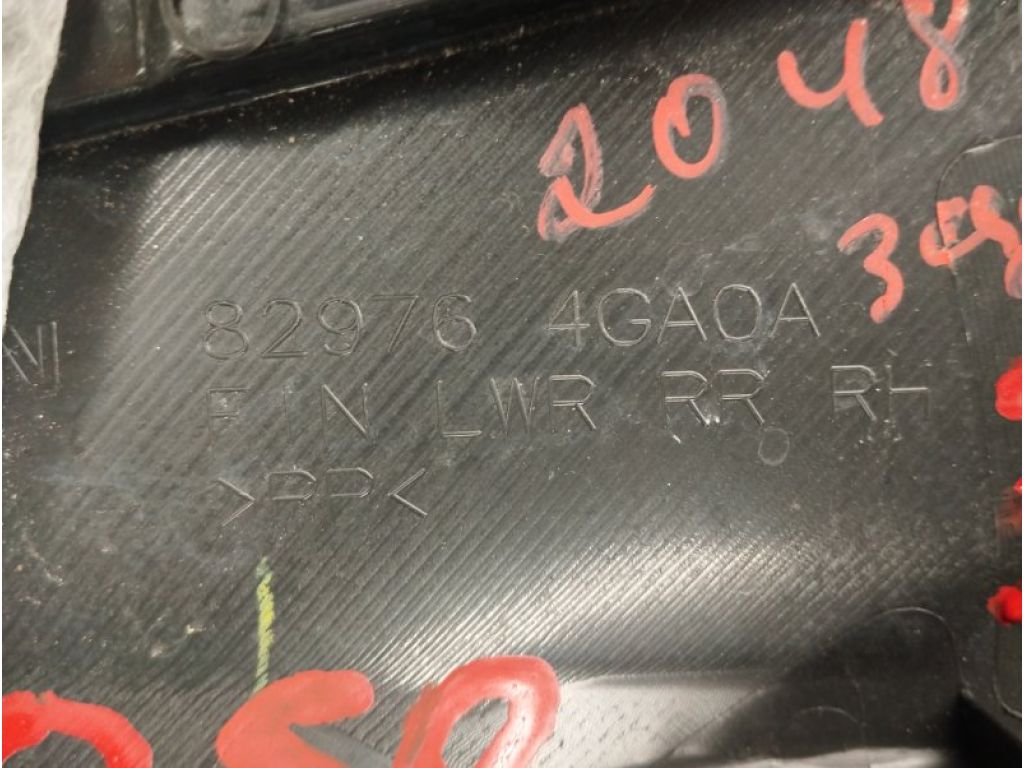 2048
82976 4GA0A
FIN LWR RR RH
>PP<